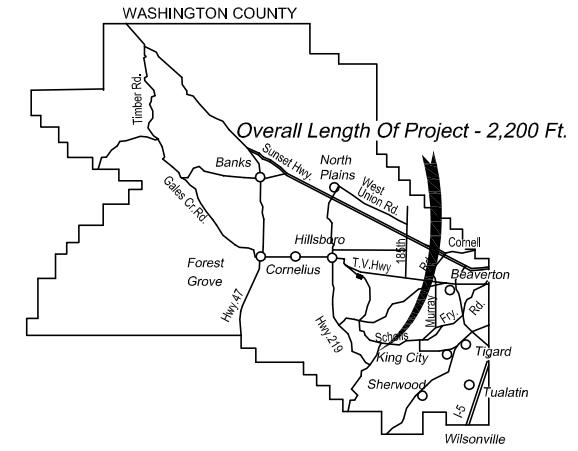 WASHINGTON COUNTY
Timber Rd.
Overall Length Of Project - 2,200 Ft.
Banks
Sunset Hwy.
North
Plains
West
Union Rd.
Gales Cr.Rd.
185th
Hillsboro
Cornell
Rd.
Forest
Grove
Cornelius
T.V.Hwy
Beaverton
Hwy.47
Hwy.219
Murray
Scholls
Fry.
Rd.
King City
Tigard
Sherwood
Tualatin
I-5
Wilsonville